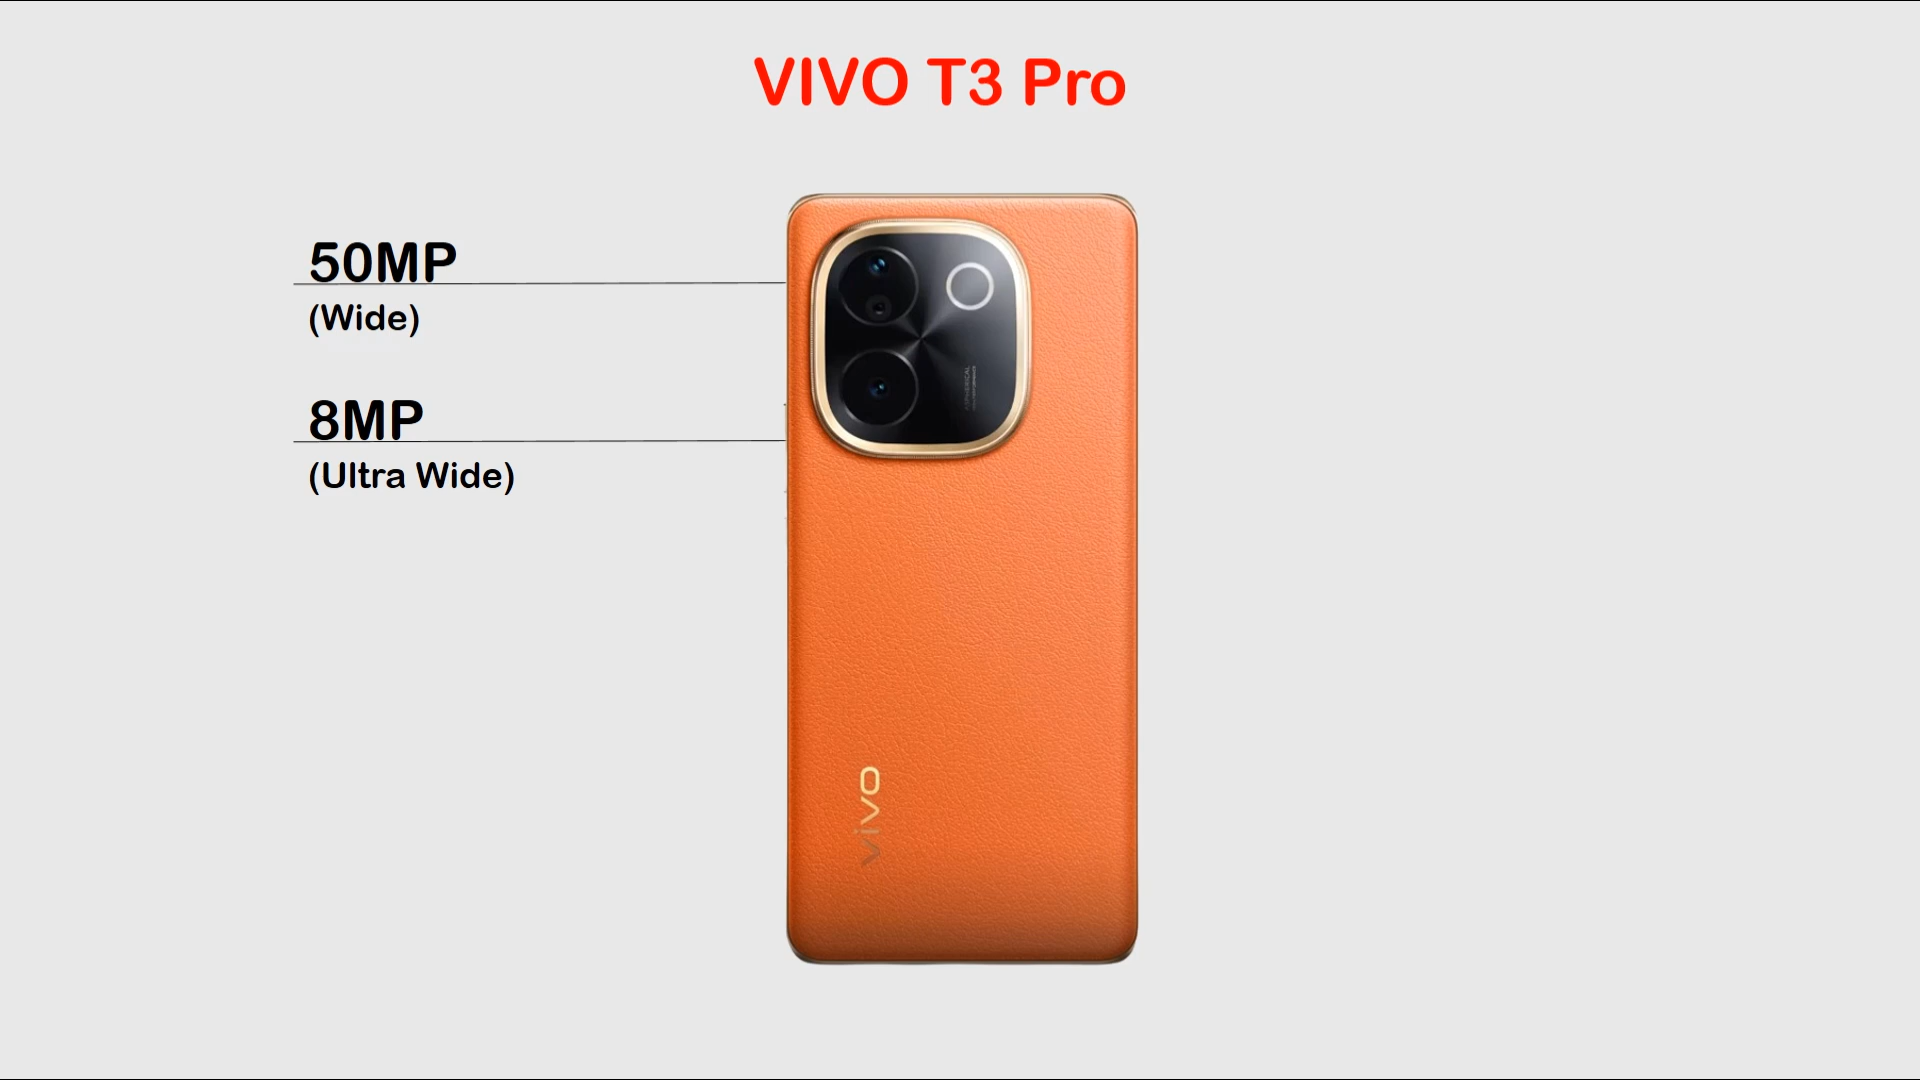 VIVO T3 Pro
50MP
(Wide)
8MP
(Ultra Wide)
vivo